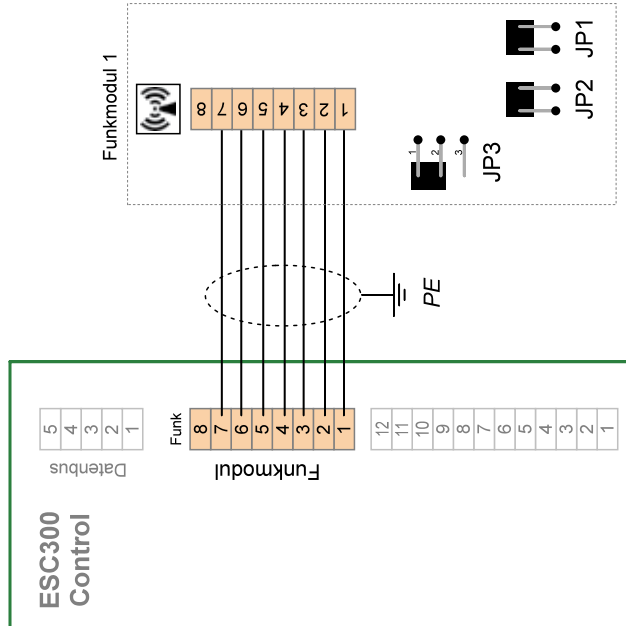 Funkmodul 1
8 7 6 5 4 3 2 1
JP1
JP2
1 2 3
JP3
PE
Funk
8 7 6 5 4 3 2 1
Funkmodul
5 4 3 2 1
Datenbus
12 11 10 9 8 7 6 5 4 3 2 1
ESC300
Control